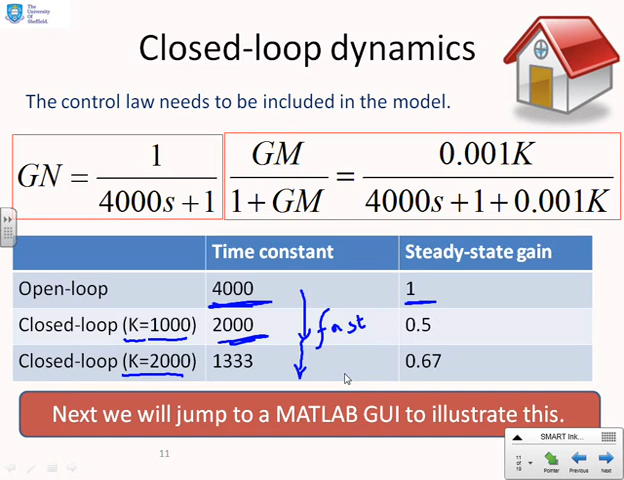 The
University
Of
Sheffield.
Closed-loop dynamics
The control law needs to be included in the model.
GN = 1 / 4000s + 1
GM / 1 + GM = 0.001K / 4000s + 1 + 0.001K
Time constant Steady-state gain
Open-loop 4000 1
Closed-loop (K=1000) 2000 0.5
fast
Closed-loop (K=2000) 1333 0.67
Next we will jump to a MATLAB GUI to illustrate this.
11
SMART Ink...
11
of
19
Pointer Previous Next